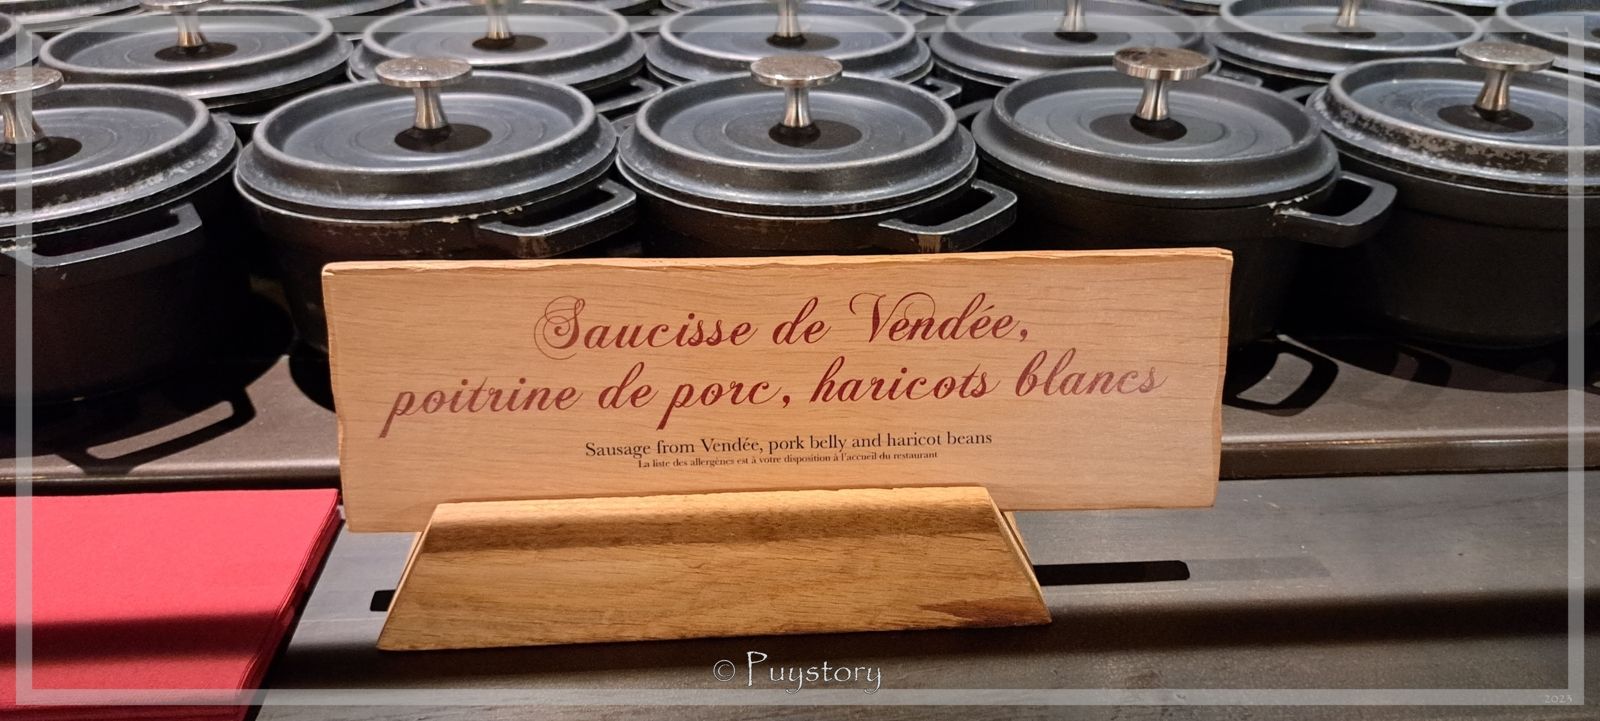 Saucisse de Vendée,
poitrine de porc, haricots blancs
Sausage from Vendée, pork belly and haricot beans
La liste des allergènes est à votre disposition à l'accueil du restaurant
© Puystory
2023